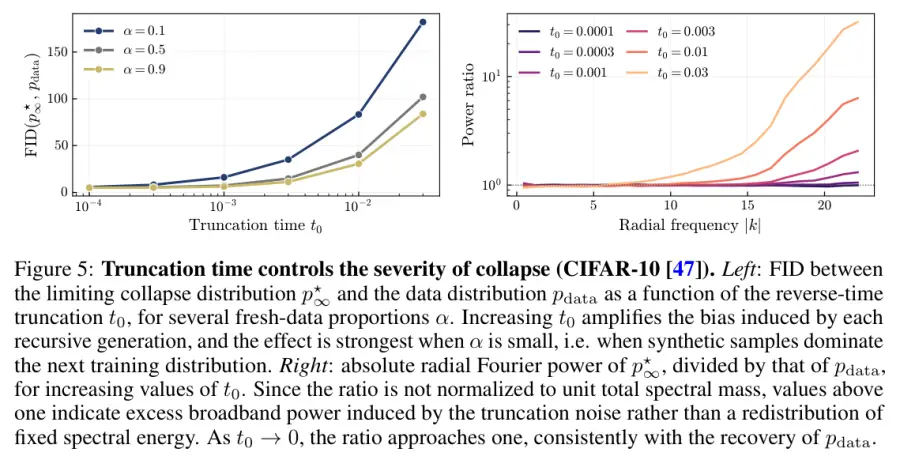 α = 0.1
α = 0.5
α = 0.9
150
100
50
0
10⁻⁴
10⁻³
10⁻²
FID(p⋆∞, pdata)
Truncation time t₀
t₀ = 0.0001
t₀ = 0.0003
t₀ = 0.001
t₀ = 0.003
t₀ = 0.01
t₀ = 0.03
10¹
10⁰
0
5
10
15
20
Power ratio
Radial frequency |k|
Figure 5: Truncation time controls the severity of collapse (CIFAR-10 [47]). Left: FID between
the limiting collapse distribution p⋆∞ and the data distribution pdata as a function of the reverse-time
truncation t₀, for several fresh-data proportions α. Increasing t₀ amplifies the bias induced by each
recursive generation, and the effect is strongest when α is small, i.e. when synthetic samples dominate
the next training distribution. Right: absolute radial Fourier power of p⋆∞, divided by that of pdata,
for increasing values of t₀. Since the ratio is not normalized to unit total spectral mass, values above
one indicate excess broadband power induced by the truncation noise rather than a redistribution of
fixed spectral energy. As t₀ → 0, the ratio approaches one, consistently with the recovery of pdata.